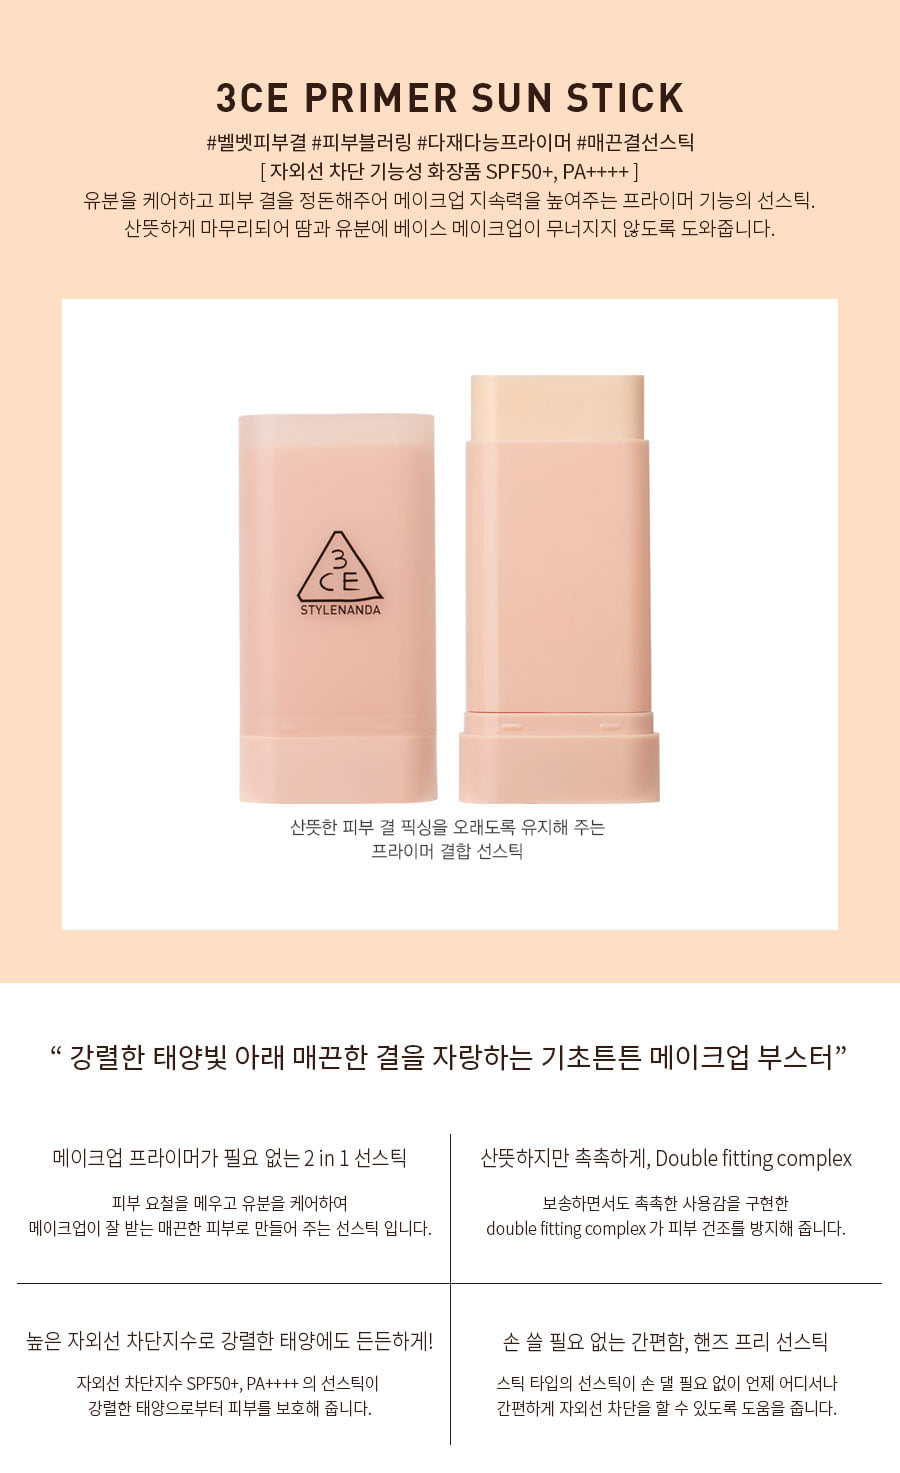 3CE PRIMER SUN STICK
#벨벳피부결 #피부블러링 #다재다능프라이머 #매끈결선스틱
[ 자외선 차단 기능성 화장품 SPF50+, PA++++ ]
유분을 케어하고 피부 결을 정돈해주어 메이크업 지속력을 높여주는 프라이머 기능의 선스틱.
산뜻하게 마무리되어 땀과 유분에 베이스 메이크업이 무너지지 않도록 도와줍니다.
3
CE
STYLENANDA
산뜻한 피부 결 픽싱을 오래도록 유지해 주는
프라이머 결합 선스틱
“ 강렬한 태양빛 아래 매끈한 결을 자랑하는 기초튼튼 메이크업 부스터”
메이크업 프라이머가 필요 없는 2 in 1 선스틱
피부 요철을 메우고 유분을 케어하여
메이크업이 잘 받는 매끈한 피부로 만들어 주는 선스틱 입니다.
산뜻하지만 촉촉하게, Double fitting complex
보송하면서도 촉촉한 사용감을 구현한
double fitting complex 가 피부 건조를 방지해 줍니다.
높은 자외선 차단지수로 강렬한 태양에도 든든하게!
자외선 차단지수 SPF50+, PA++++ 의 선스틱이
강렬한 태양으로부터 피부를 보호해 줍니다.
손 쓸 필요 없는 간편함, 핸즈 프리 선스틱
스틱 타입의 선스틱이 손 댈 필요 없이 언제 어디서나
간편하게 자외선 차단을 할 수 있도록 도움을 줍니다.